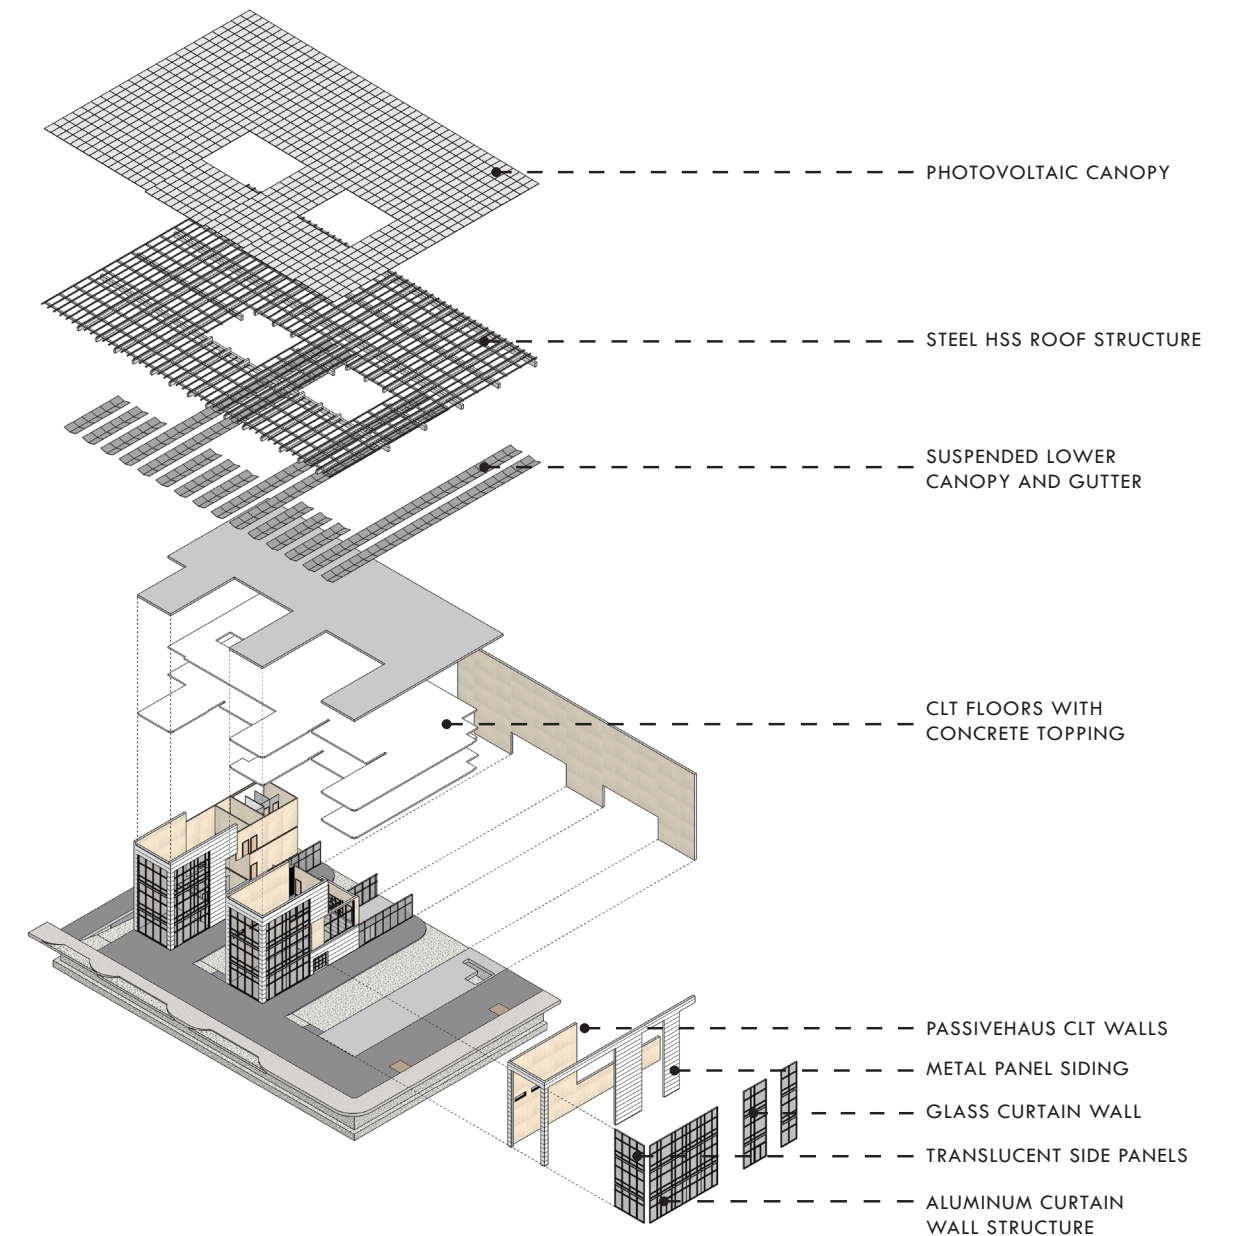 PHOTOVOLTAIC CANOPY
STEEL HSS ROOF STRUCTURE
SUSPENDED LOWER
CANOPY AND GUTTER
CLT FLOORS WITH
CONCRETE TOPPING
PASSIVEHAUS CLT WALLS
METAL PANEL SIDING
GLASS CURTAIN WALL
TRANSLUCENT SIDE PANELS
ALUMINUM CURTAIN
WALL STRUCTURE